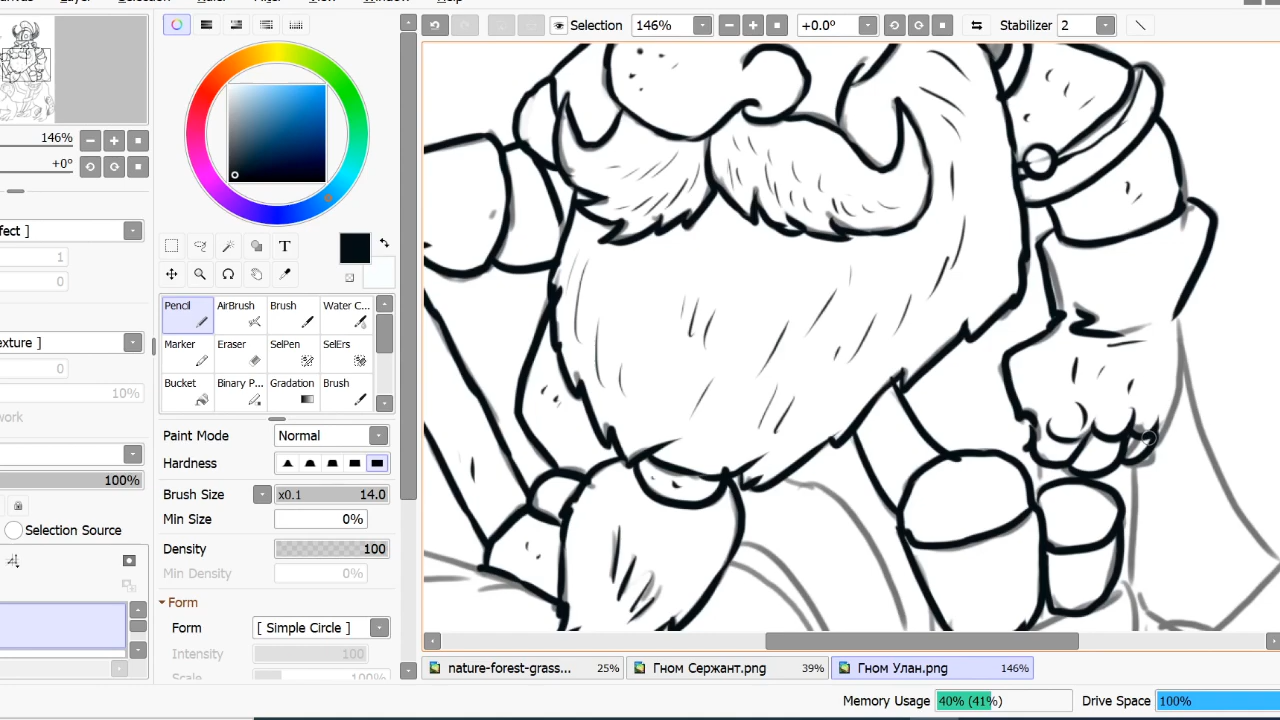 Selection 146% +0.0° Stabilizer 2
146%
+0°
ffect ]
1
0
exture ]
0
10%
work
100%
Selection Source
T
Pencil AirBrush Brush Water C...
Marker Eraser SelPen SelErs
Bucket Binary P... Gradation Brush
Paint Mode Normal
Hardness
Brush Size x0.1 14.0
Min Size 0%
Density 100
Min Density 0%
Form
Form [ Simple Circle ]
Intensity 100
Scale 100%
nature-forest-grass... 25% Гном Сержант.png 39% Гном Улан.png 146%
Memory Usage 40% (41%) Drive Space 100%